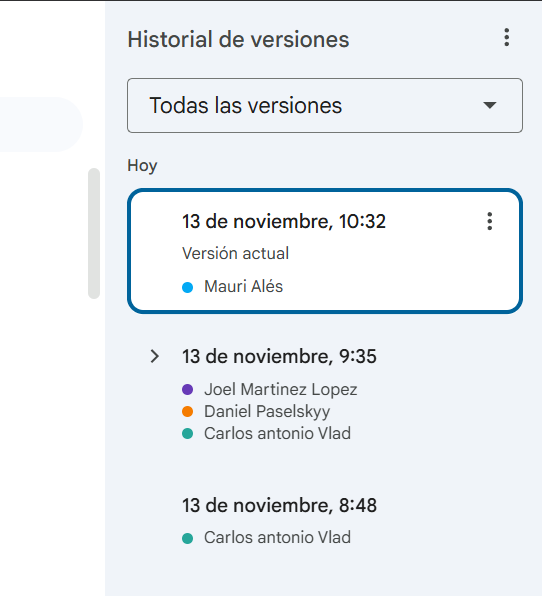 Historial de versiones
Todas las versiones
Hoy
13 de noviembre, 10:32
Versión actual
Mauri Alés
13 de noviembre, 9:35
Joel Martinez Lopez
Daniel Paselskyy
Carlos antonio Vlad
13 de noviembre, 8:48
Carlos antonio Vlad